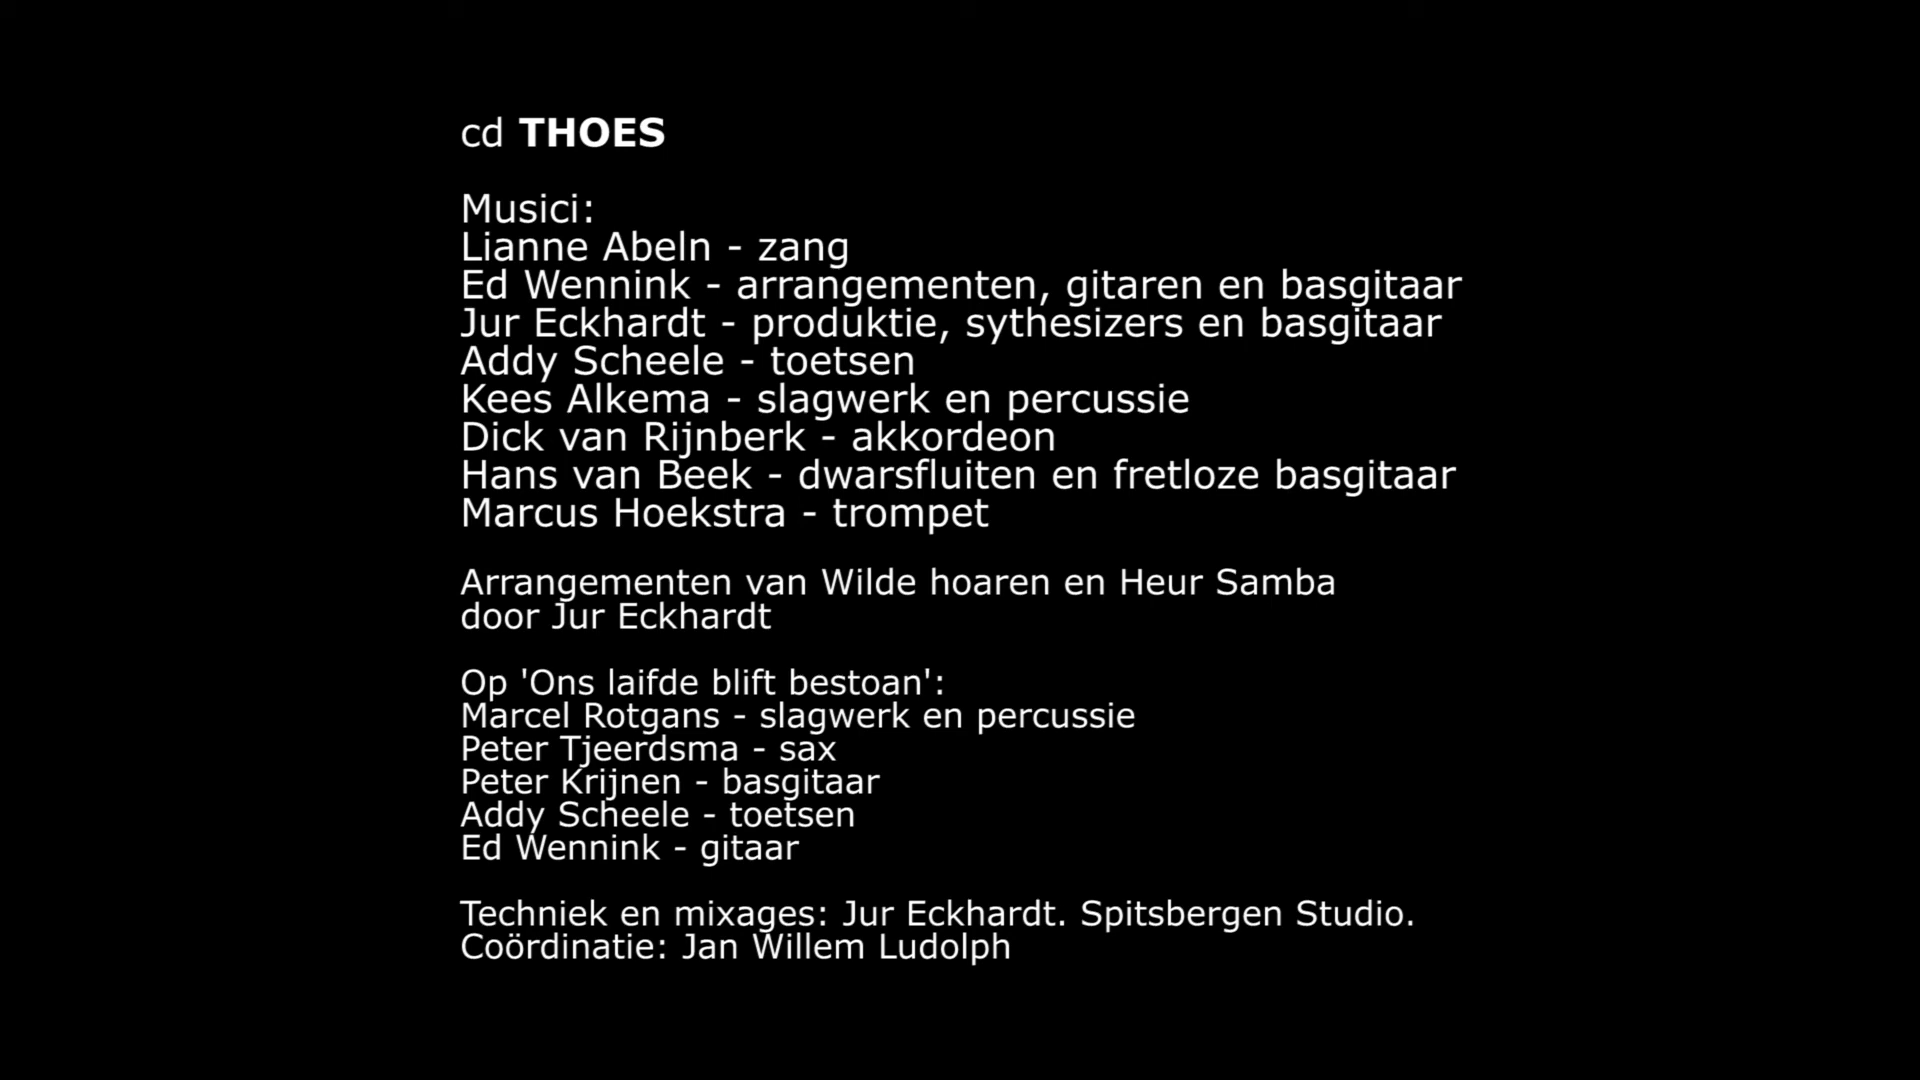 cd THOES
Musici:
Lianne Abeln - zang
Ed Wennink - arrangementen, gitaren en basgitaar
Jur Eckhardt - produktie, sythesizers en basgitaar
Addy Scheele - toetsen
Kees Alkema - slagwerk en percussie
Dick van Rijnberk - akkordeon
Hans van Beek - dwarsfluiten en fretloze basgitaar
Marcus Hoekstra - trompet
Arrangementen van Wilde hoaren en Heur Samba
door Jur Eckhardt
Op 'Ons laifde blift bestoan':
Marcel Rotgans - slagwerk en percussie
Peter Tjeerdsma - sax
Peter Krijnen - basgitaar
Addy Scheele - toetsen
Ed Wennink - gitaar
Techniek en mixages: Jur Eckhardt. Spitsbergen Studio.
Coördinatie: Jan Willem Ludolph